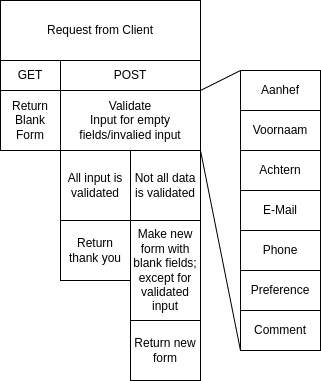 Request from Client
GET
POST
Return
Blank
Form
Validate
Input for empty
fields/invalied input
All input is
validated
Not all data
is validated
Return
thank you
Make new
form with
blank fields;
except for
validated
input
Return new
form
Aanhef
Voornaam
Achtern
E-Mail
Phone
Preference
Comment